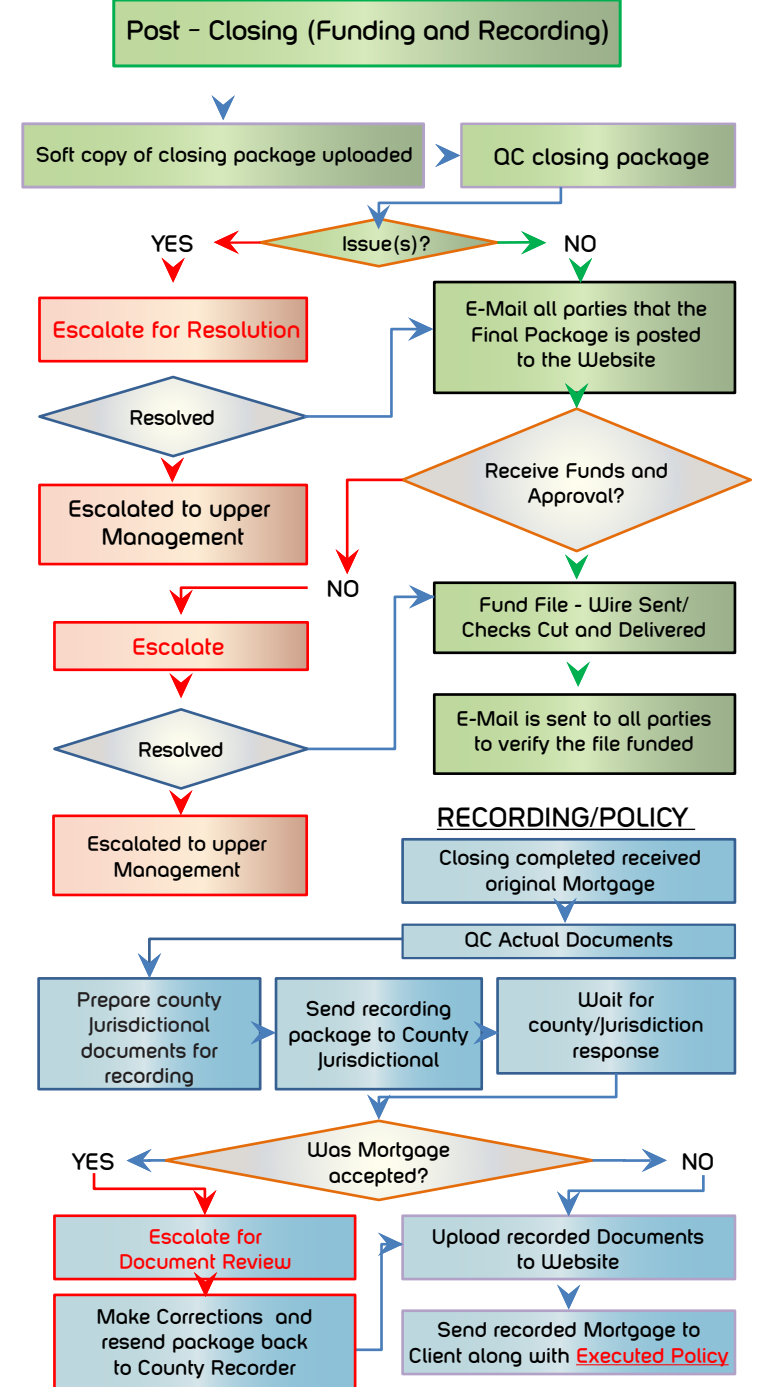 Post - Closing (Funding and Recording)
Soft copy of closing package uploaded
QC closing package
Issue(s)?
YES
NO
Escalate for Resolution
E-Mail all parties that the
Final Package is posted
to the Website
Resolved
Receive Funds and
Approval?
Escalated to upper
Management
NO
Fund File - Wire Sent/
Checks Cut and Delivered
Escalate
E-Mail is sent to all parties
to verify the file funded
Resolved
Escalated to upper
Management
RECORDING/POLICY
Closing completed received
original Mortgage
QC Actual Documents
Prepare county
Jurisdictional
documents for
recording
Send recording
package to County
Jurisdictional
Wait for
county/Jurisdiction
response
Was Mortgage
accepted?
YES
NO
Escalate for
Document Review
Upload recorded Documents
to Website
Make Corrections and
resend package back
to County Recorder
Send recorded Mortgage to
Client along with Executed Policy